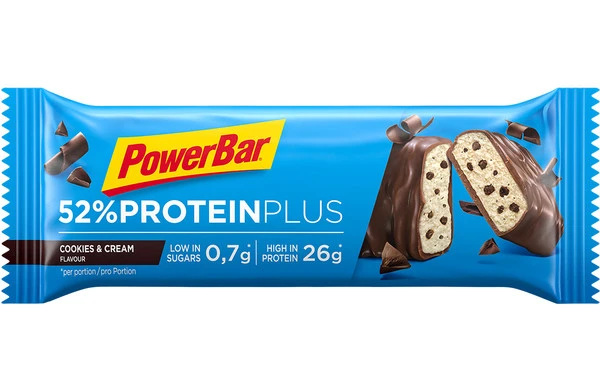 PowerBar
52%PROTEINPLUS
COOKIES & CREAM
FLAVOUR
LOW IN
SUGARS 0,7g*
HIGH IN
PROTEIN 26g*
*per portion/pro Portion